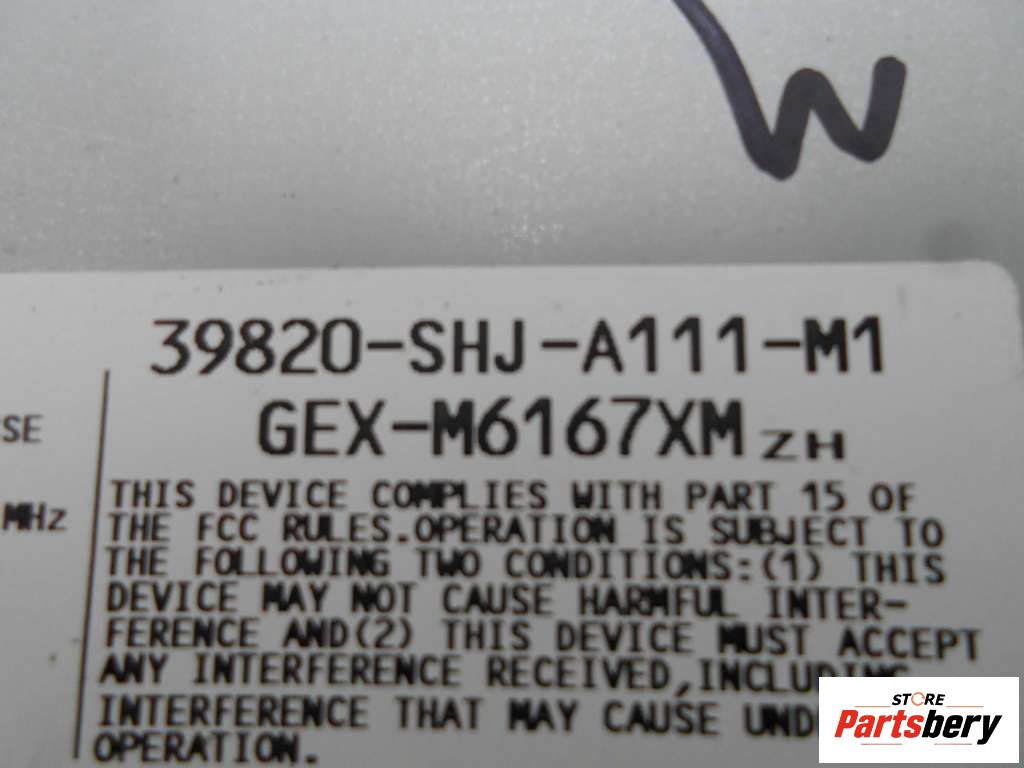 W
39820-SHJ-A111-M1
GEX-M6167XM ZH
SE
MHz
THIS DEVICE COMPLIES WITH PART 15 OF
THE FCC RULES.OPERATION IS SUBJECT TO
THE FOLLOWING TWO CONDITIONS:(1) THIS
DEVICE MAY NOT CAUSE HARMFUL INTER-
FERENCE AND(2) THIS DEVICE MUST ACCEPT
ANY INTERFERENCE RECEIVED,INCLUDING
INTERFERENCE THAT MAY CAUSE UND
OPERATION.
STORE
Partsbery